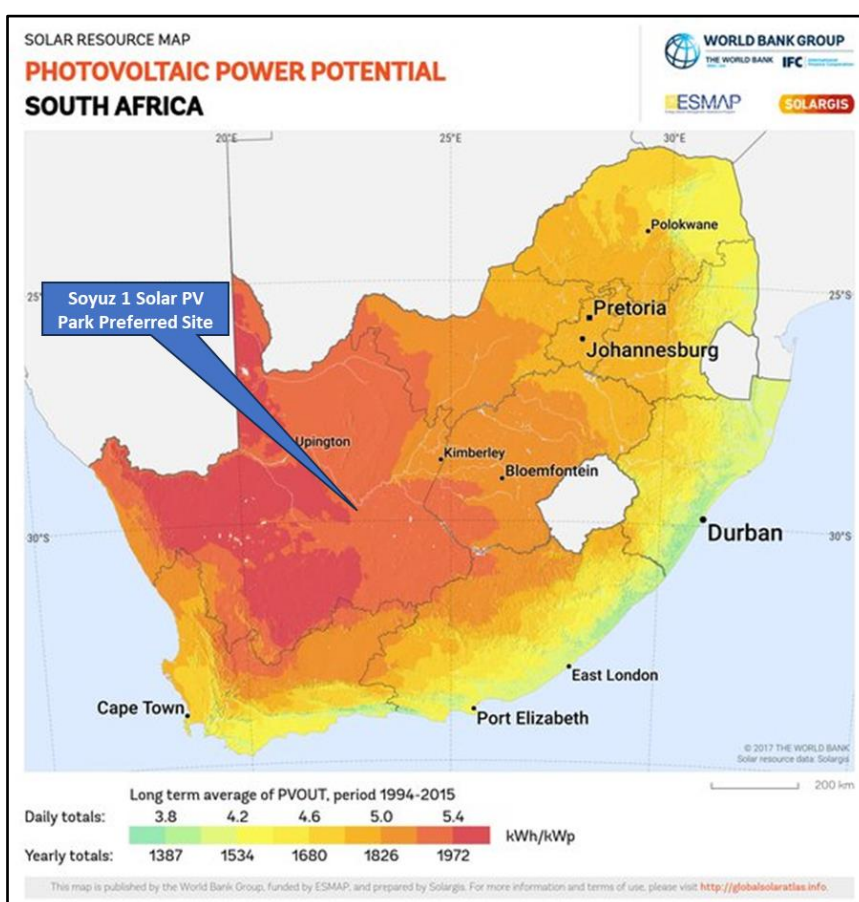 SOLAR RESOURCE MAP
PHOTOVOLTAIC POWER POTENTIAL
SOUTH AFRICA
WORLD BANK GROUP
THE WORLD BANK
IFC
International
Finance Corporation
ESMAP
SOLARGIS
20°E
25°E
30°E
Polokwane
25°S
25°S
Soyuz 1 Solar PV
Park Preferred Site
Pretoria
Johannesburg
Upington
Kimberley
Bloemfontein
30°S
Durban
30°S
East London
Cape Town
Port Elizabeth
© 2017 THE WORLD BANK
Solar resource data: Solargis
200 km
Long term average of PVOUT, period 1994-2015
Daily totals: 3.8 4.2 4.6 5.0 5.4
kWh/kWp
Yearly totals: 1387 1534 1680 1826 1972
This map is published by the World Bank Group, funded by ESMAP, and prepared by Solargis. For more information and terms of use, please visit http://globalsolaratlas.info.